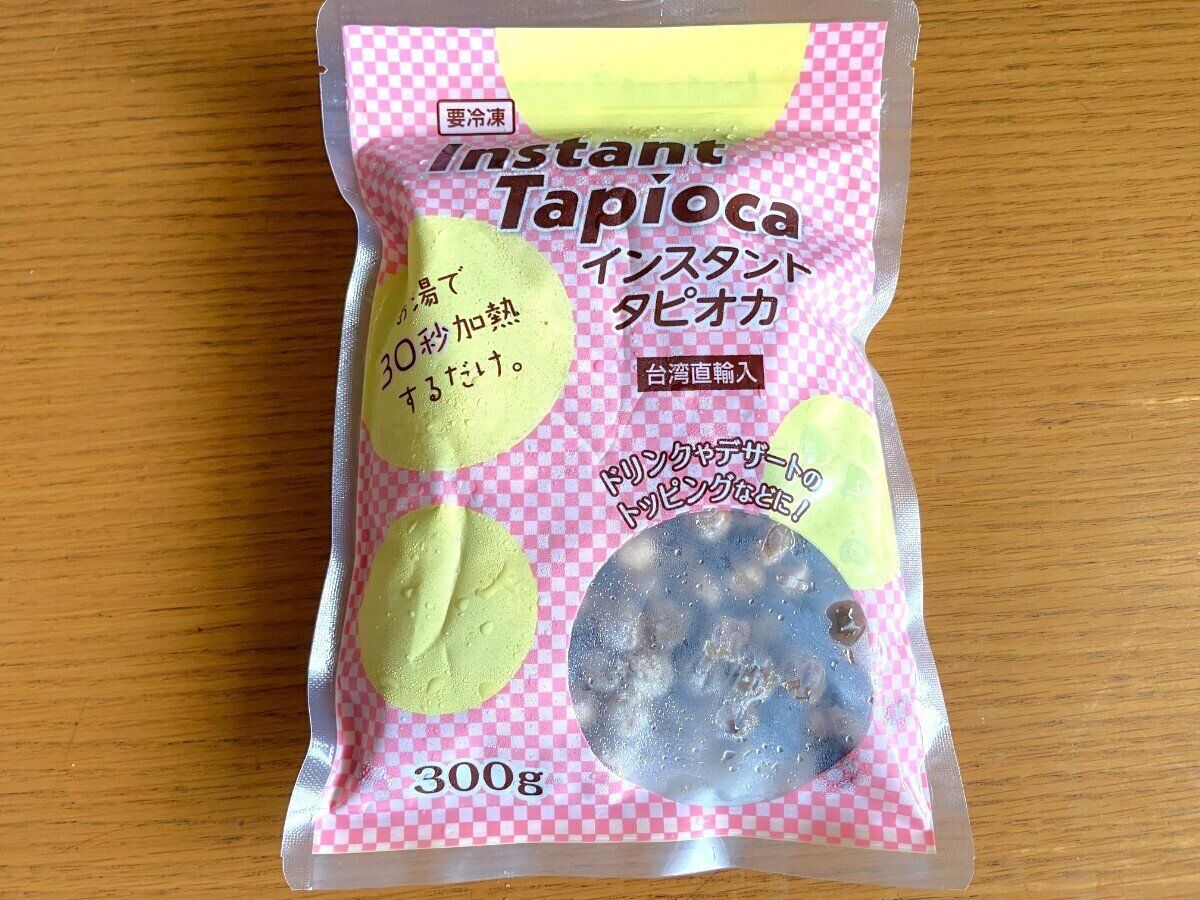 要冷凍
Instant
Tapioca
インスタント
タピオカ
お湯で
30秒加熱
するだけ。
台湾直輸入
ドリンクやデザートの
トッピングなどに!
300g